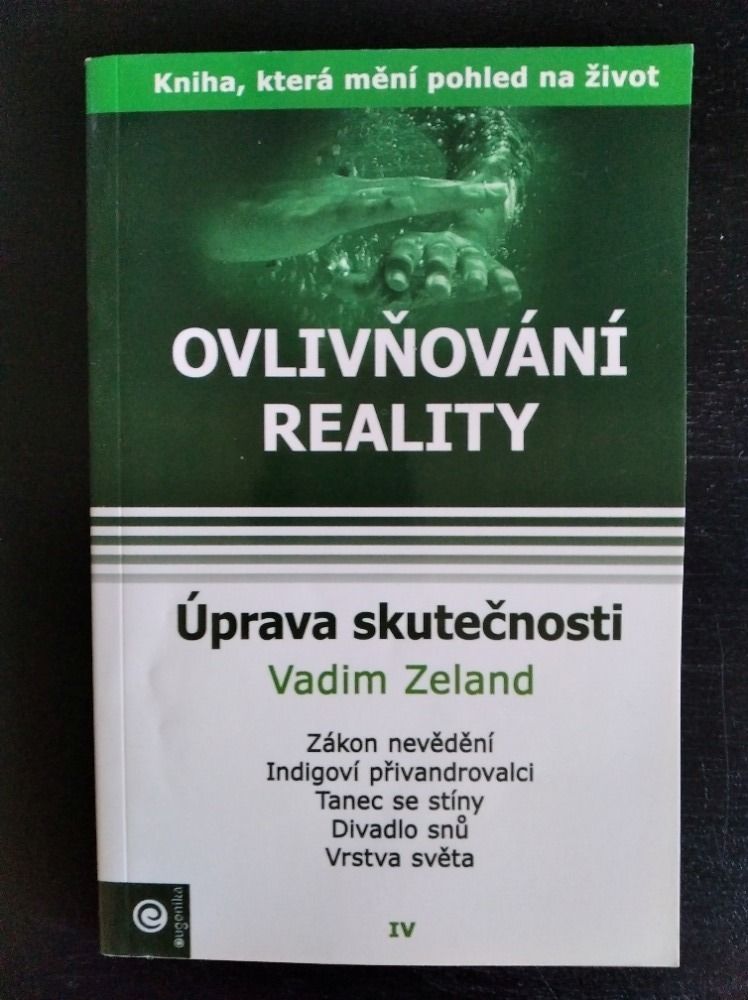 Kniha, která mění pohled na život
OVLIVŇOVÁNÍ
REALITY
Úprava skutečnosti
Vadim Zeland
Zákon nevědění
Indigoví přivandrovalci
Tanec se stíny
Divadlo snů
Vrstva světa
eugenika
IV